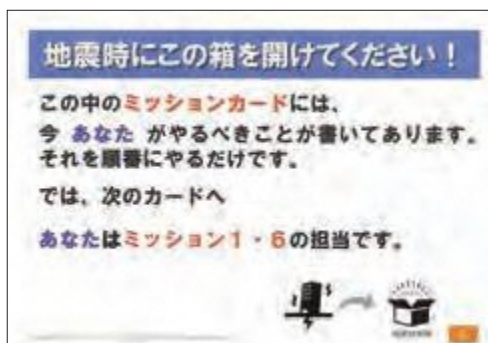 地震時にこの箱を開けてください！
この中のミッションカードには、
今 あなた がやるべきことが書いてあります。
それを順番にやるだけです。
では、次のカードへ
あなたはミッション１・６の担当です。